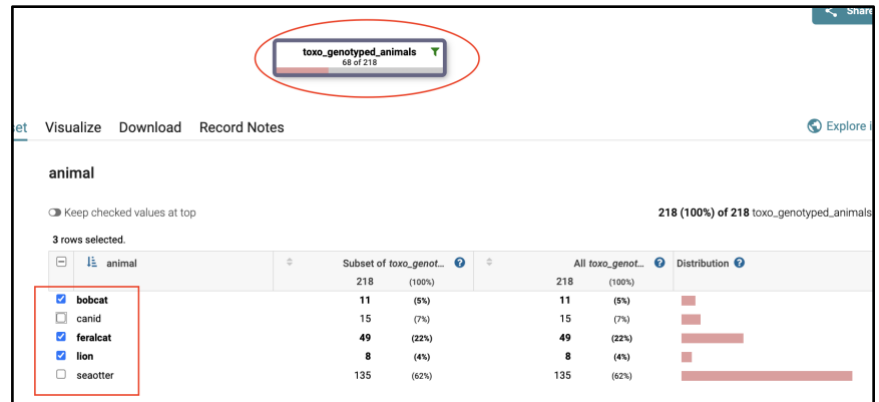 Share
toxo_genotyped_animals
68 of 218
et Visualize Download Record Notes Explore i
animal
Keep checked values at top 218 (100%) of 218 toxo_genotyped_animals
3 rows selected.
animal Subset of toxo_genot... ? All toxo_genot... ? Distribution ?
218 (100%) 218 (100%)
bobcat 11 (5%) 11 (5%)
canid 15 (7%) 15 (7%)
feralcat 49 (22%) 49 (22%)
lion 8 (4%) 8 (4%)
seaotter 135 (62%) 135 (62%)